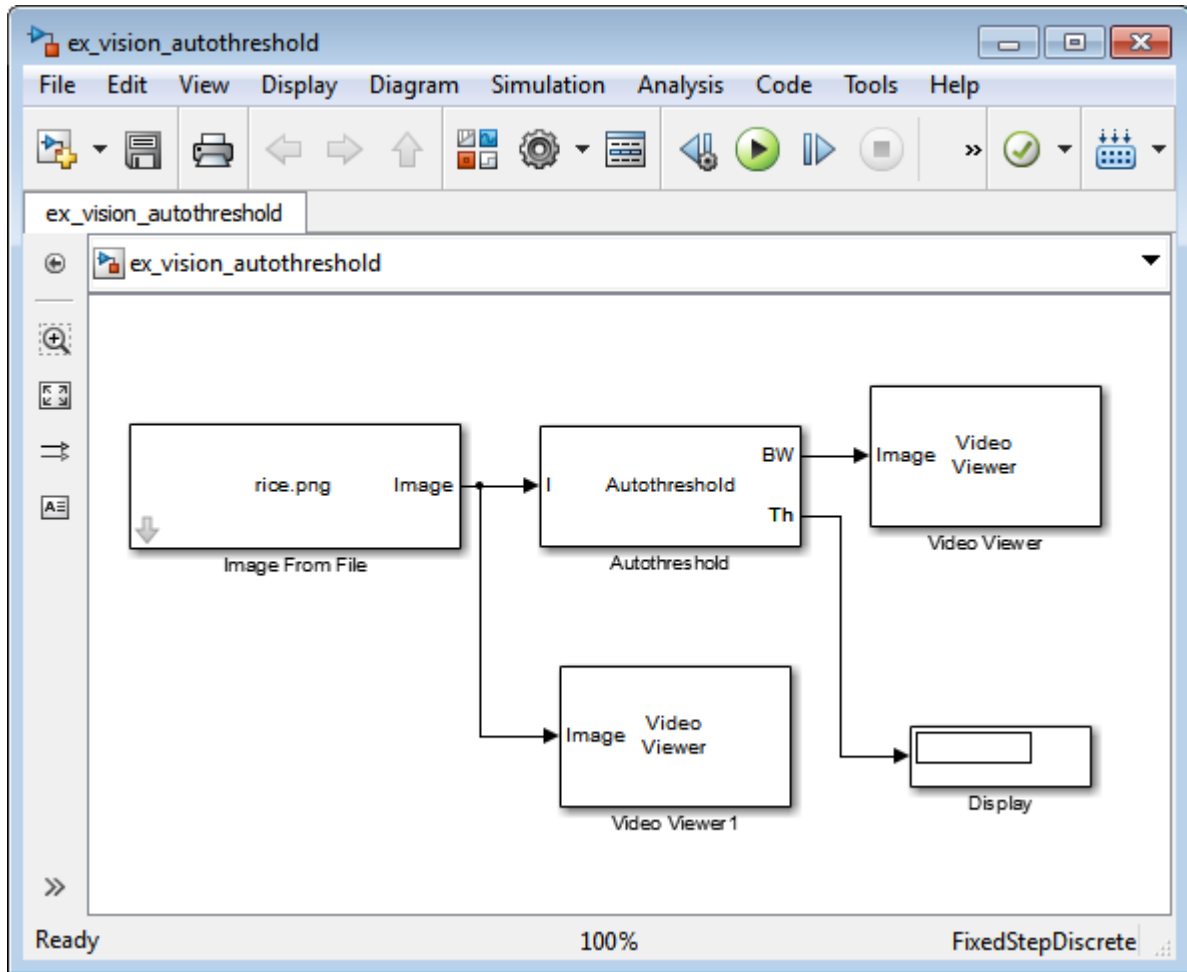 ex_vision_autothreshold
File Edit View Display Diagram Simulation Analysis Code Tools Help
ex_vision_autothreshold
ex_vision_autothreshold
rice.png Image
Image From File
I Autothreshold BW
Th
Autothreshold
Image Video
Viewer
Video Viewer
Image Video
Viewer
Video Viewer1
Display
Ready 100% FixedStepDiscrete